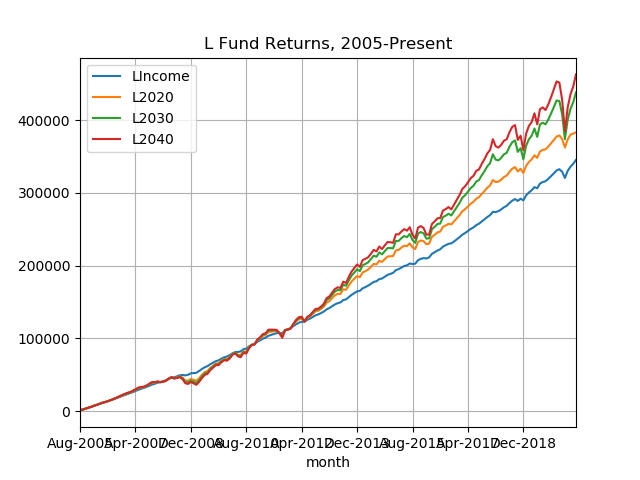 L Fund Returns, 2005-Present
LIncome
L2020
L2030
L2040
400000
300000
200000
100000
0
Aug-2005 Apr-2007 Dec-2008 Aug-2010 Apr-2012 Dec-2013 Aug-2015 Apr-2017 Dec-2018
month